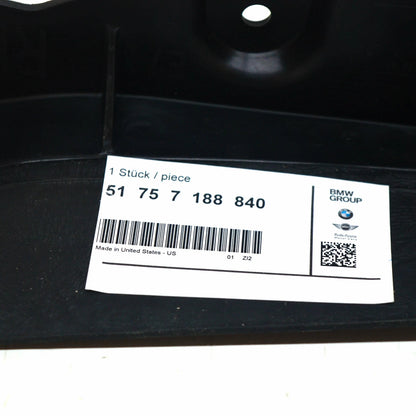 1 Stück / piece
51 75 7 188 840
Made in United States - US
01 ZI2
BMW
GROUP